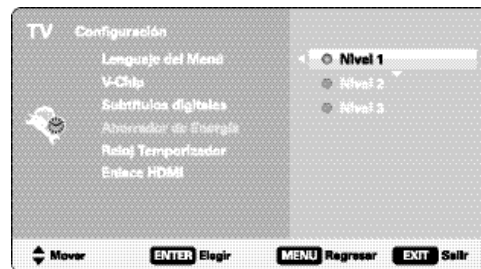 TV Configuración
Lenguaje del Menú
V-Chip
Subtítulos digitales
Ahorrador de Energía
Reloj Temporizador
Enlace HDMI
Nivel 1
Nivel 2
Nivel 3
Mover ENTER Elegir MENU Regresar EXIT Salir